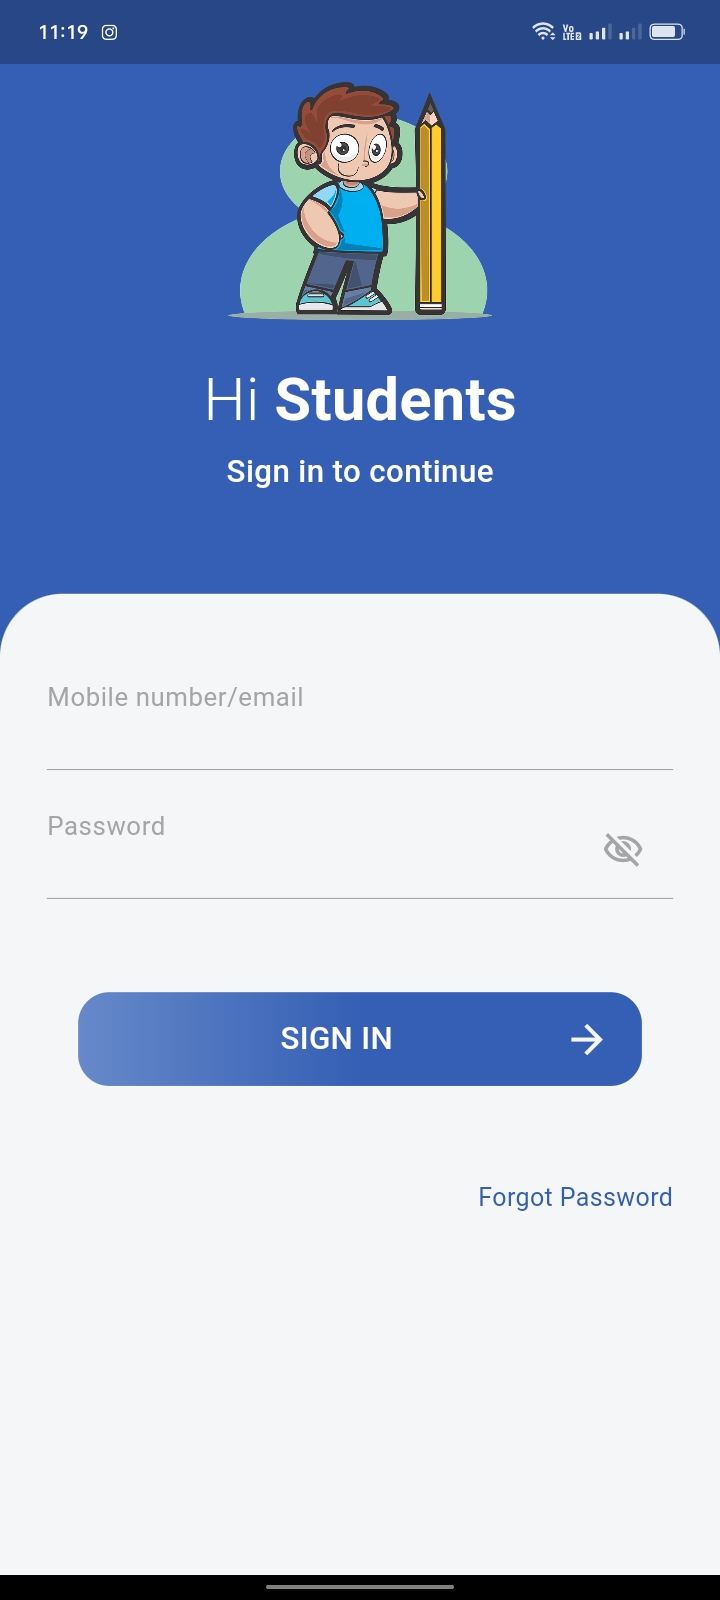 11:19
Vo
LTE2
Hi Students
Sign in to continue
Mobile number/email
Password
SIGN IN
Forgot Password